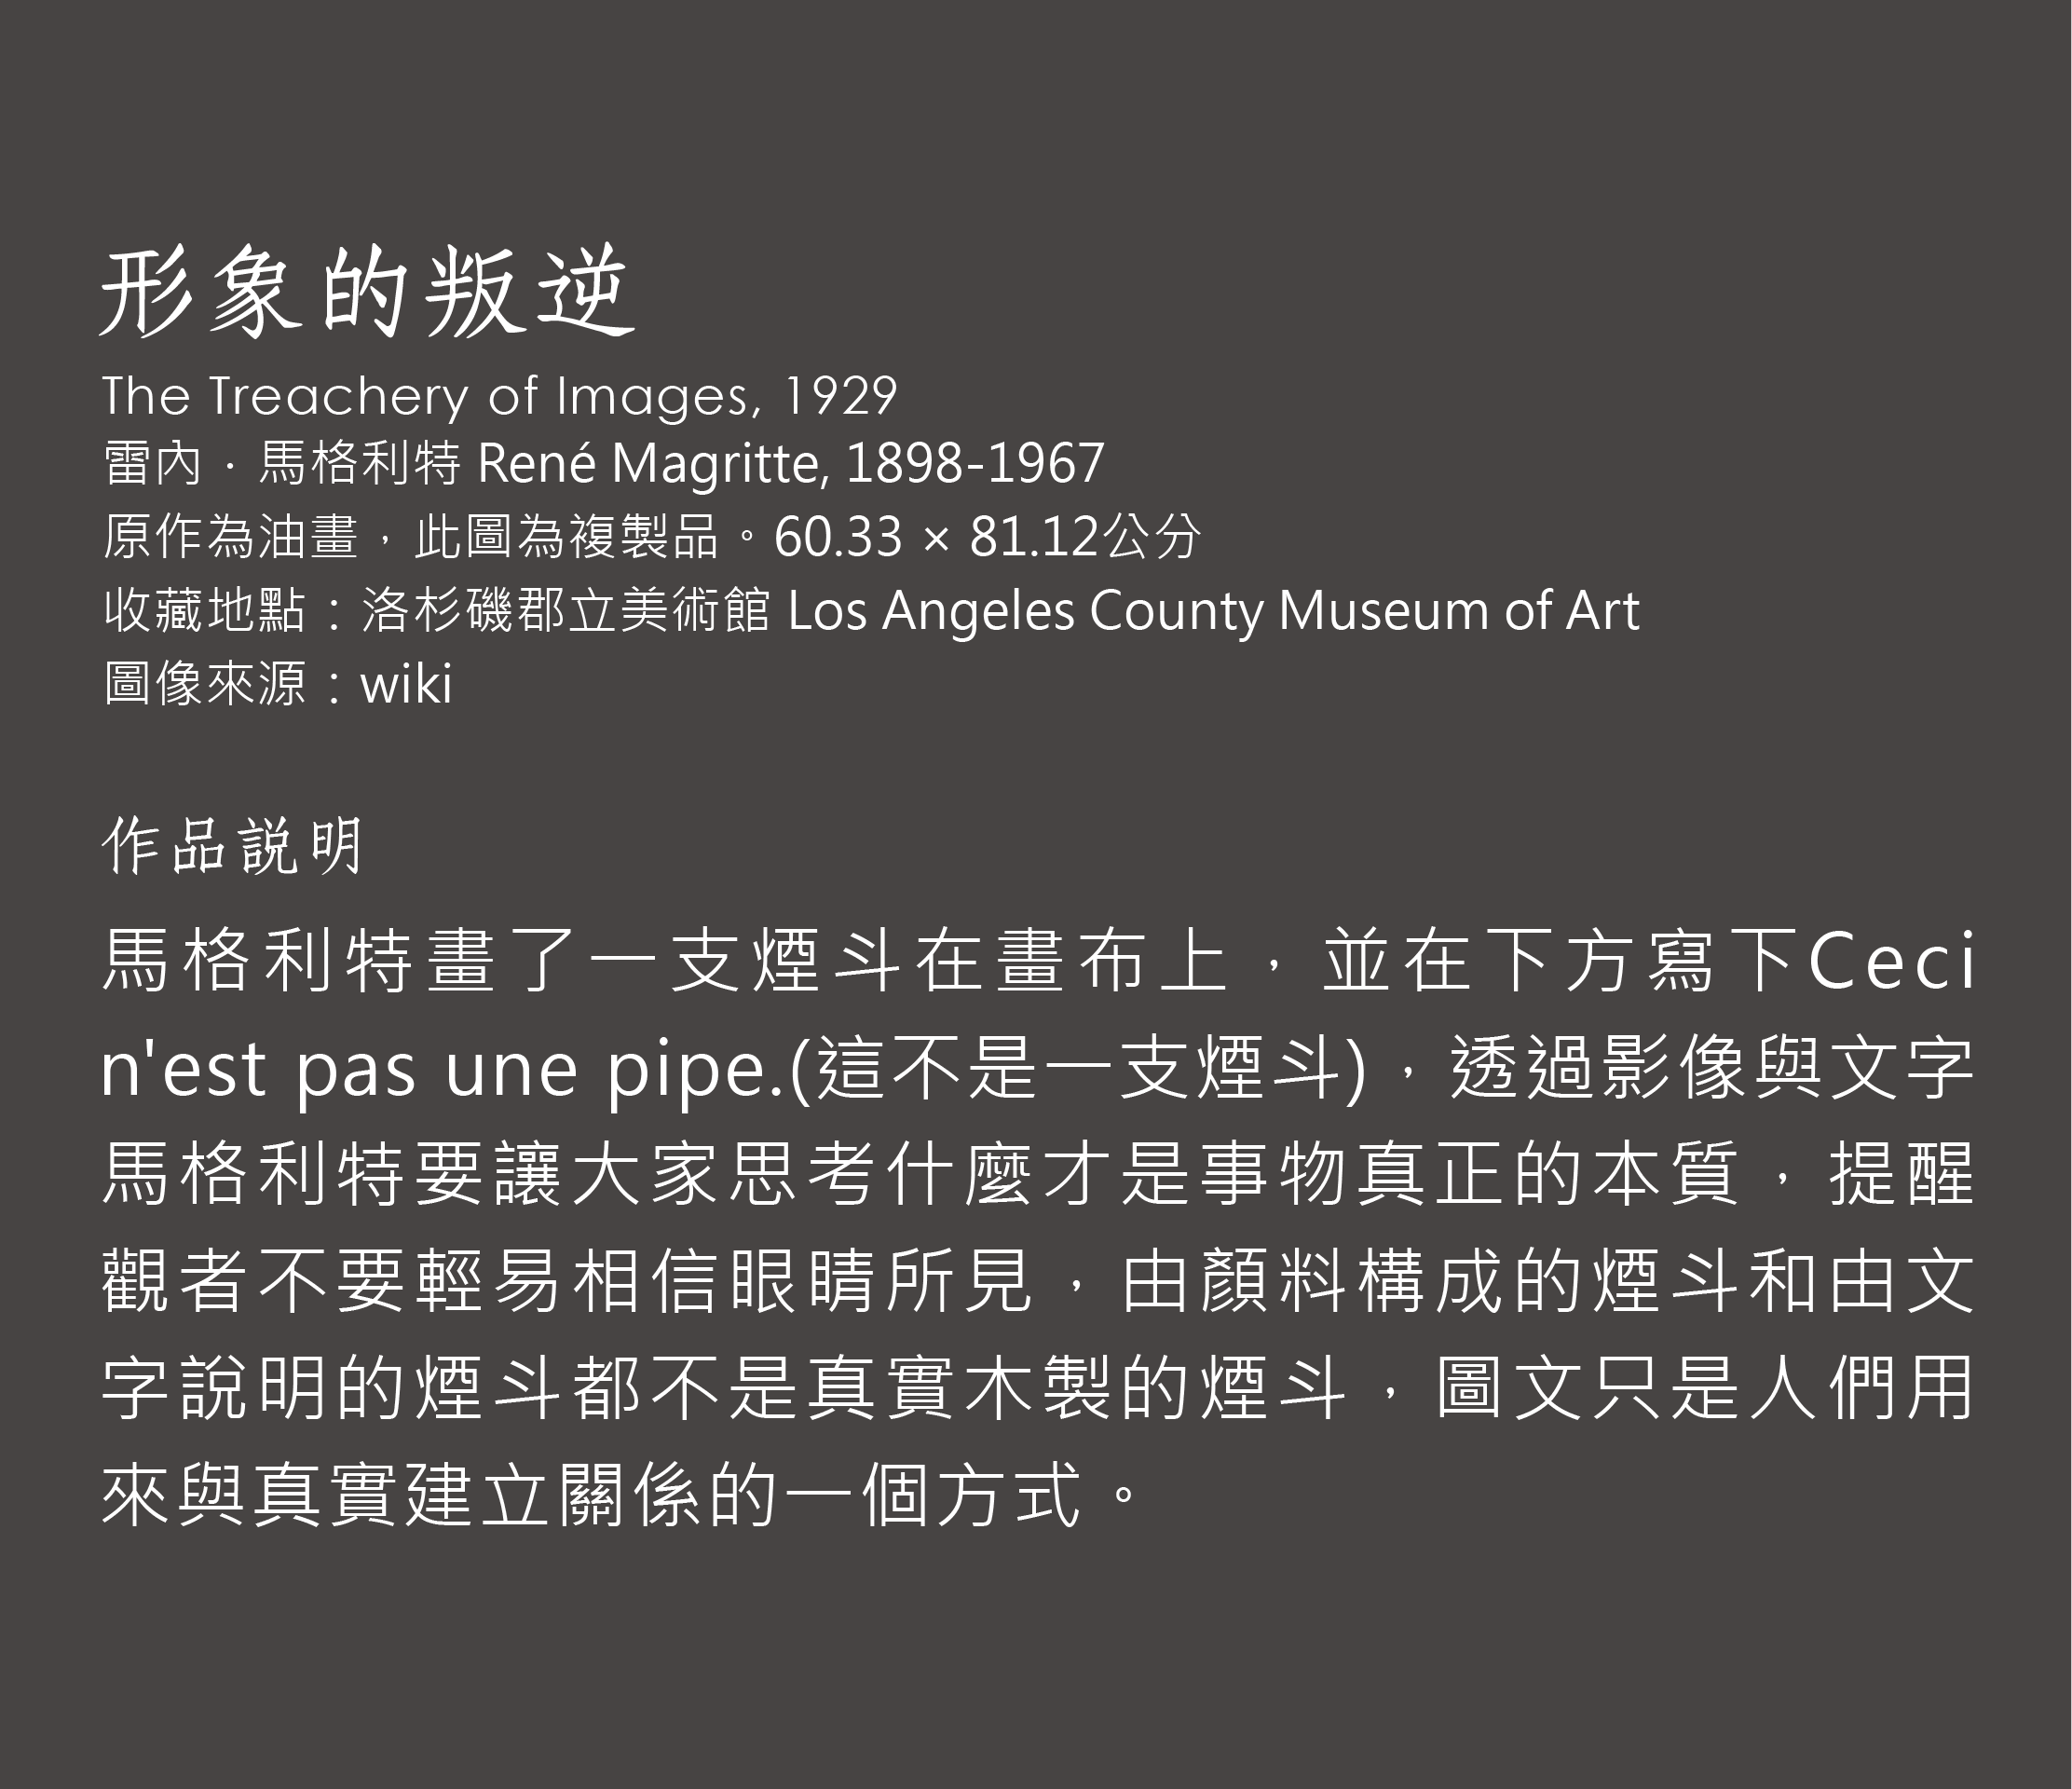 形象的叛逆
The Treachery of Images, 1929
雷內．馬格利特 René Magritte, 1898-1967
原作為油畫，此圖為複製品。60.33 × 81.12公分
收藏地點：洛杉磯郡立美術館 Los Angeles County Museum of Art
圖像來源：wiki
作品說明
馬格利特畫了一支煙斗在畫布上，並在下方寫下Ceci
n'est pas une pipe.(這不是一支煙斗)，透過影像與文字
馬格利特要讓大家思考什麼才是事物真正的本質，提醒
觀者不要輕易相信眼睛所見，由顏料構成的煙斗和由文
字說明的煙斗都不是真實木製的煙斗，圖文只是人們用
來與真實建立關係的一個方式。